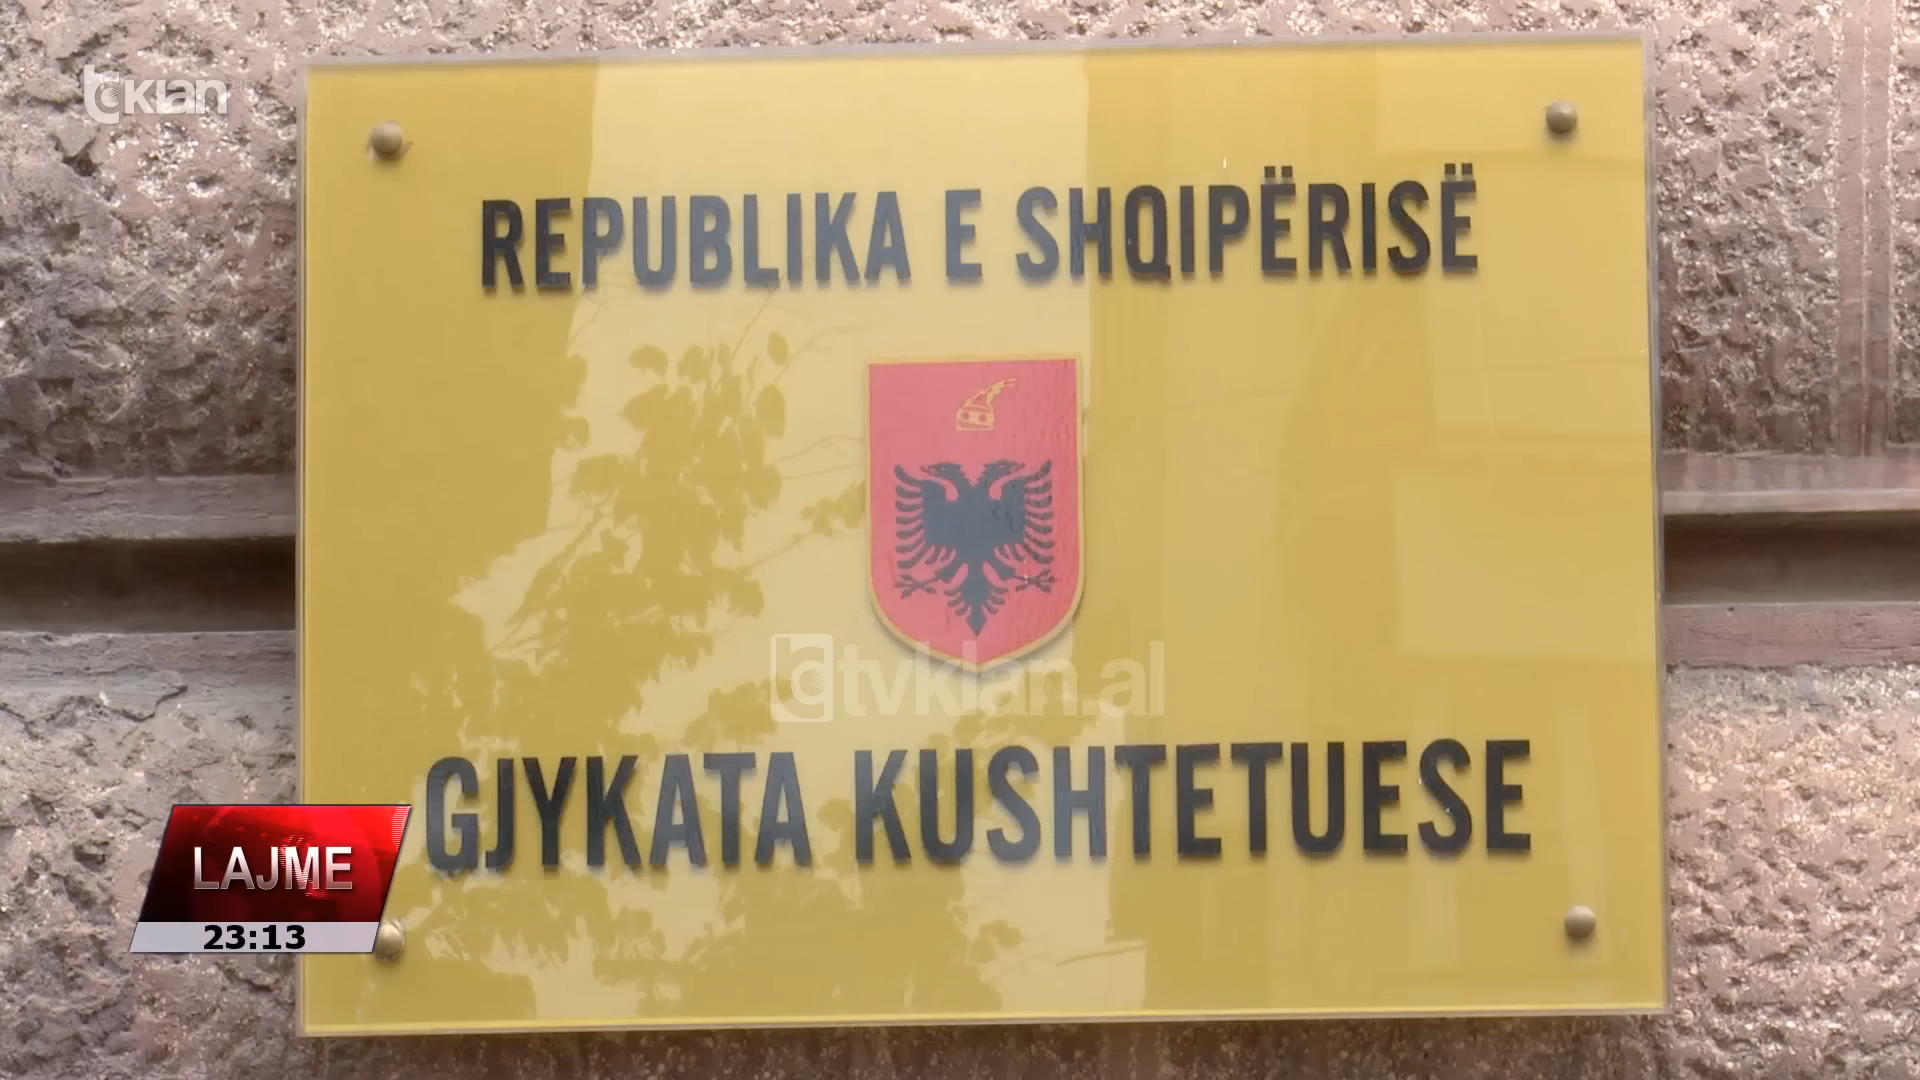 tvklan
REPUBLIKA E SHQIPËRISË
tvklan.al
GJYKATA KUSHTETUESE
LAJME
23:13